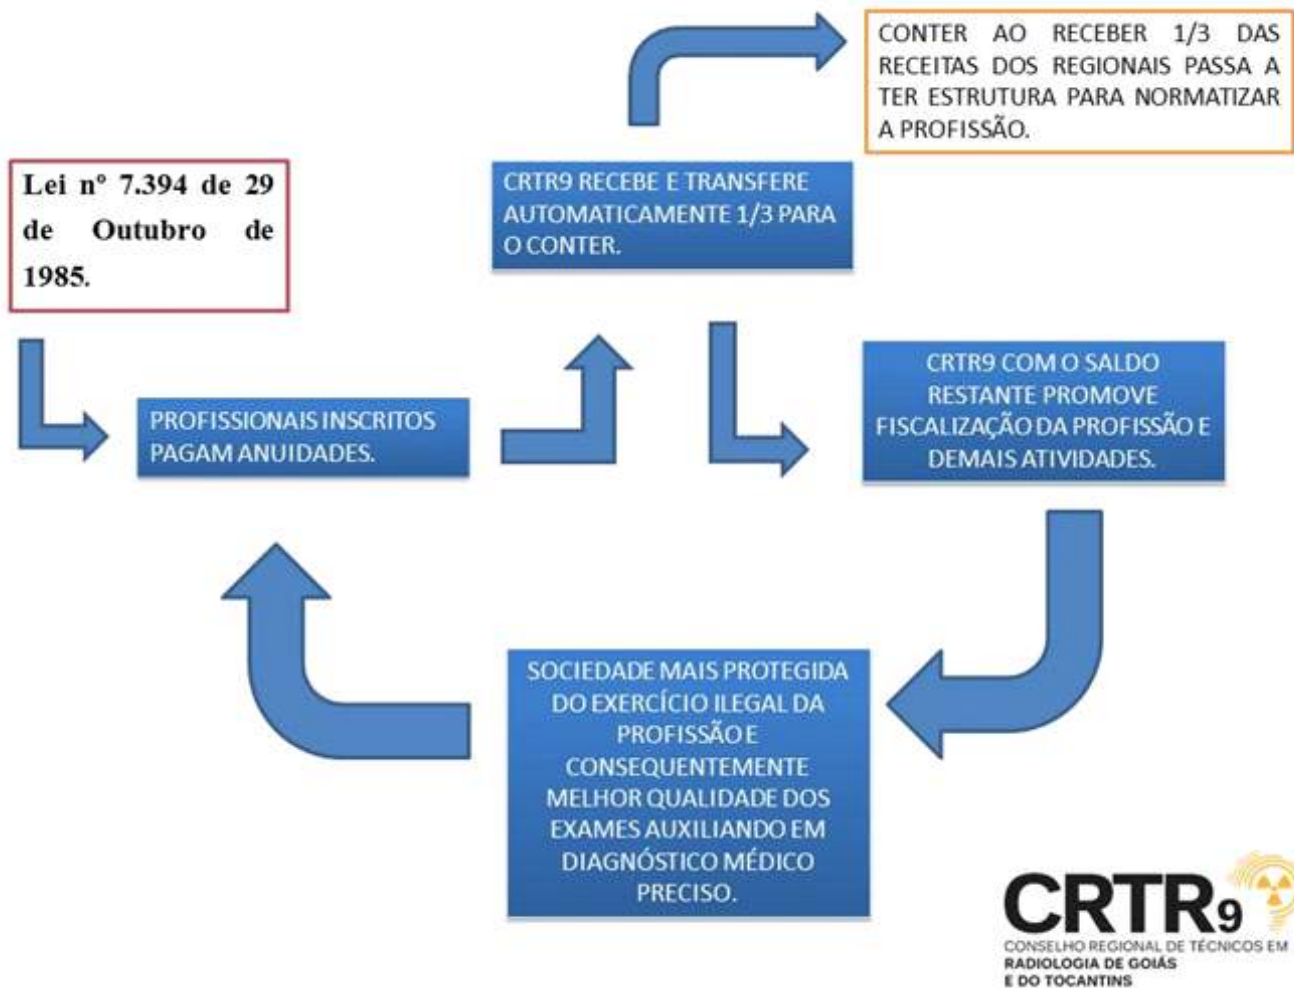 Lei nº 7.394 de 29
de Outubro de
1985.
PROFISSIONAIS INSCRITOS
PAGAM ANUIDADES.
CRTR9 RECEBE E TRANSFERE
AUTOMATICAMENTE 1/3 PARA
O CONTER.
CONTER AO RECEBER 1/3 DAS
RECEITAS DOS REGIONAIS PASSA A
TER ESTRUTURA PARA NORMATIZAR
A PROFISSÃO.
CRTR9 COM O SALDO
RESTANTE PROMOVE
FISCALIZAÇÃO DA PROFISSÃO E
DEMAIS ATIVIDADES.
SOCIEDADE MAIS PROTEGIDA
DO EXERCÍCIO ILEGAL DA
PROFISSÃO E
CONSEQUENTEMENTE
MELHOR QUALIDADE DOS
EXAMES AUXILIANDO EM
DIAGNÓSTICO MÉDICO
PRECISO.
CRTR9
CONSELHO REGIONAL DE TÉCNICOS EM
RADIOLOGIA DE GOIÁS
E DO TOCANTINS